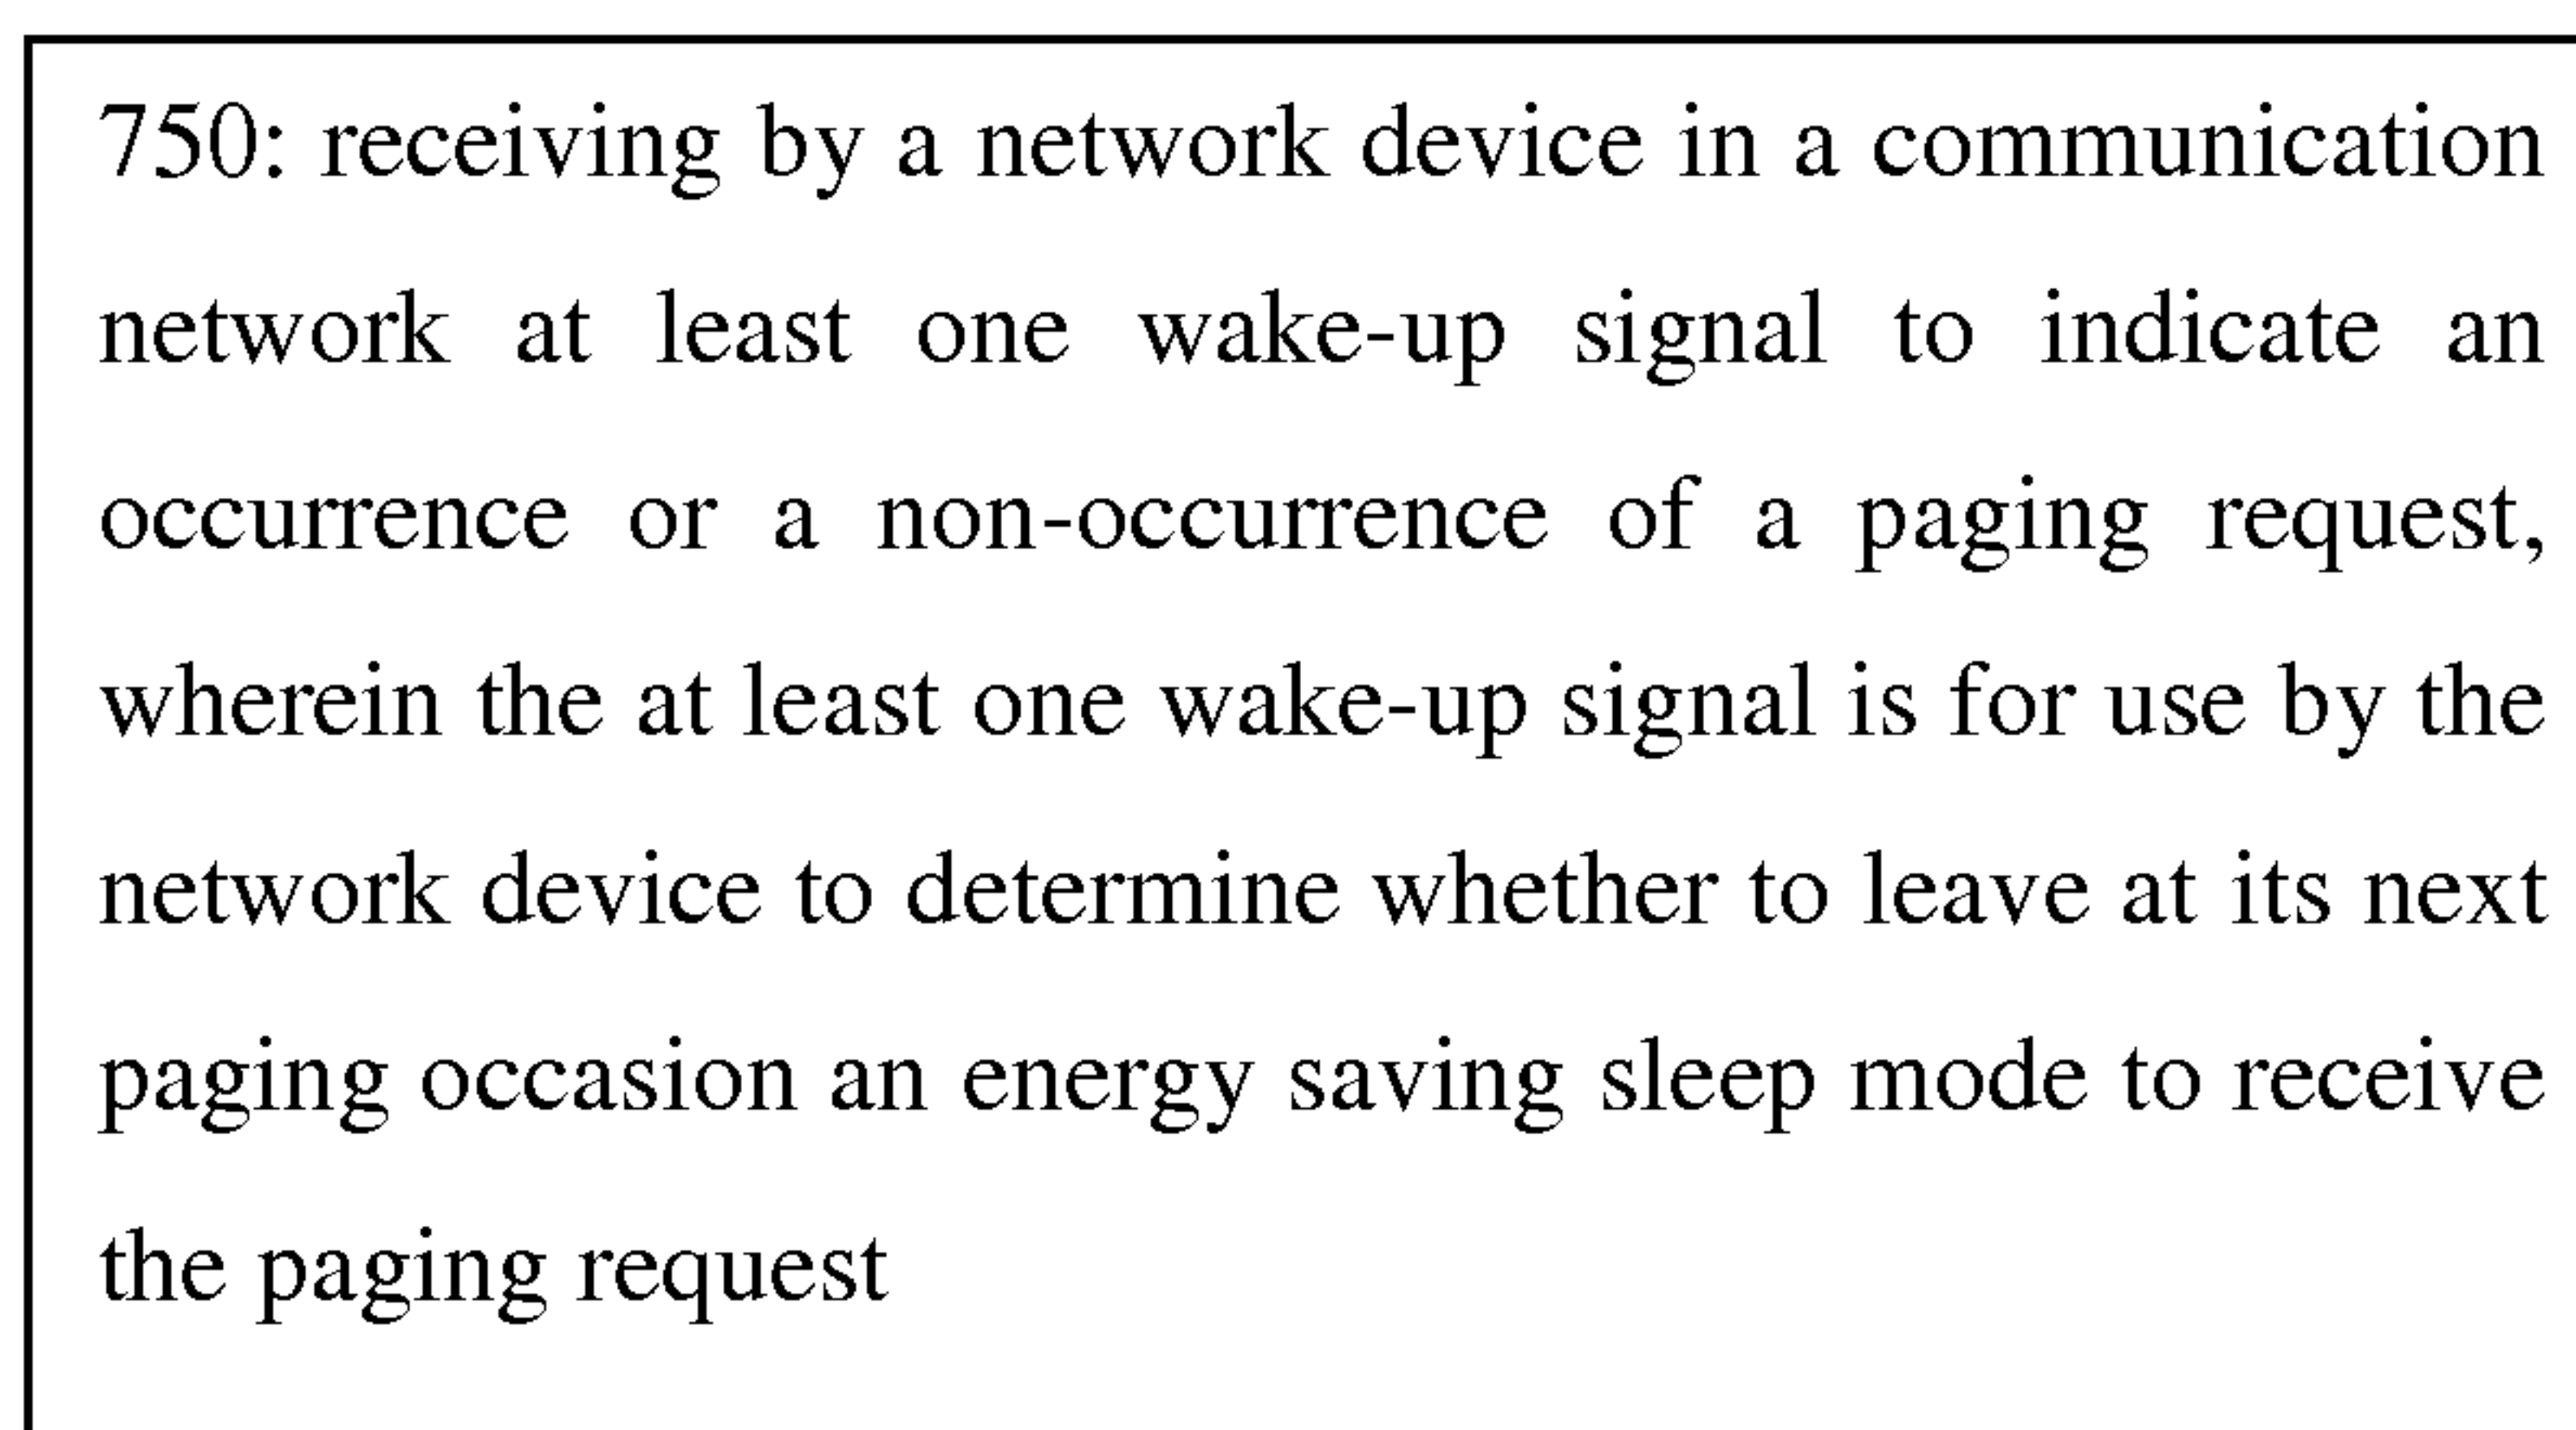 750: receiving by a network device in a communication
network at least one wake-up signal to indicate an
occurrence or a non-occurrence of a paging request,
wherein the at least one wake-up signal is for use by the
network device to determine whether to leave at its next
paging occasion an energy saving sleep mode to receive
the paging request